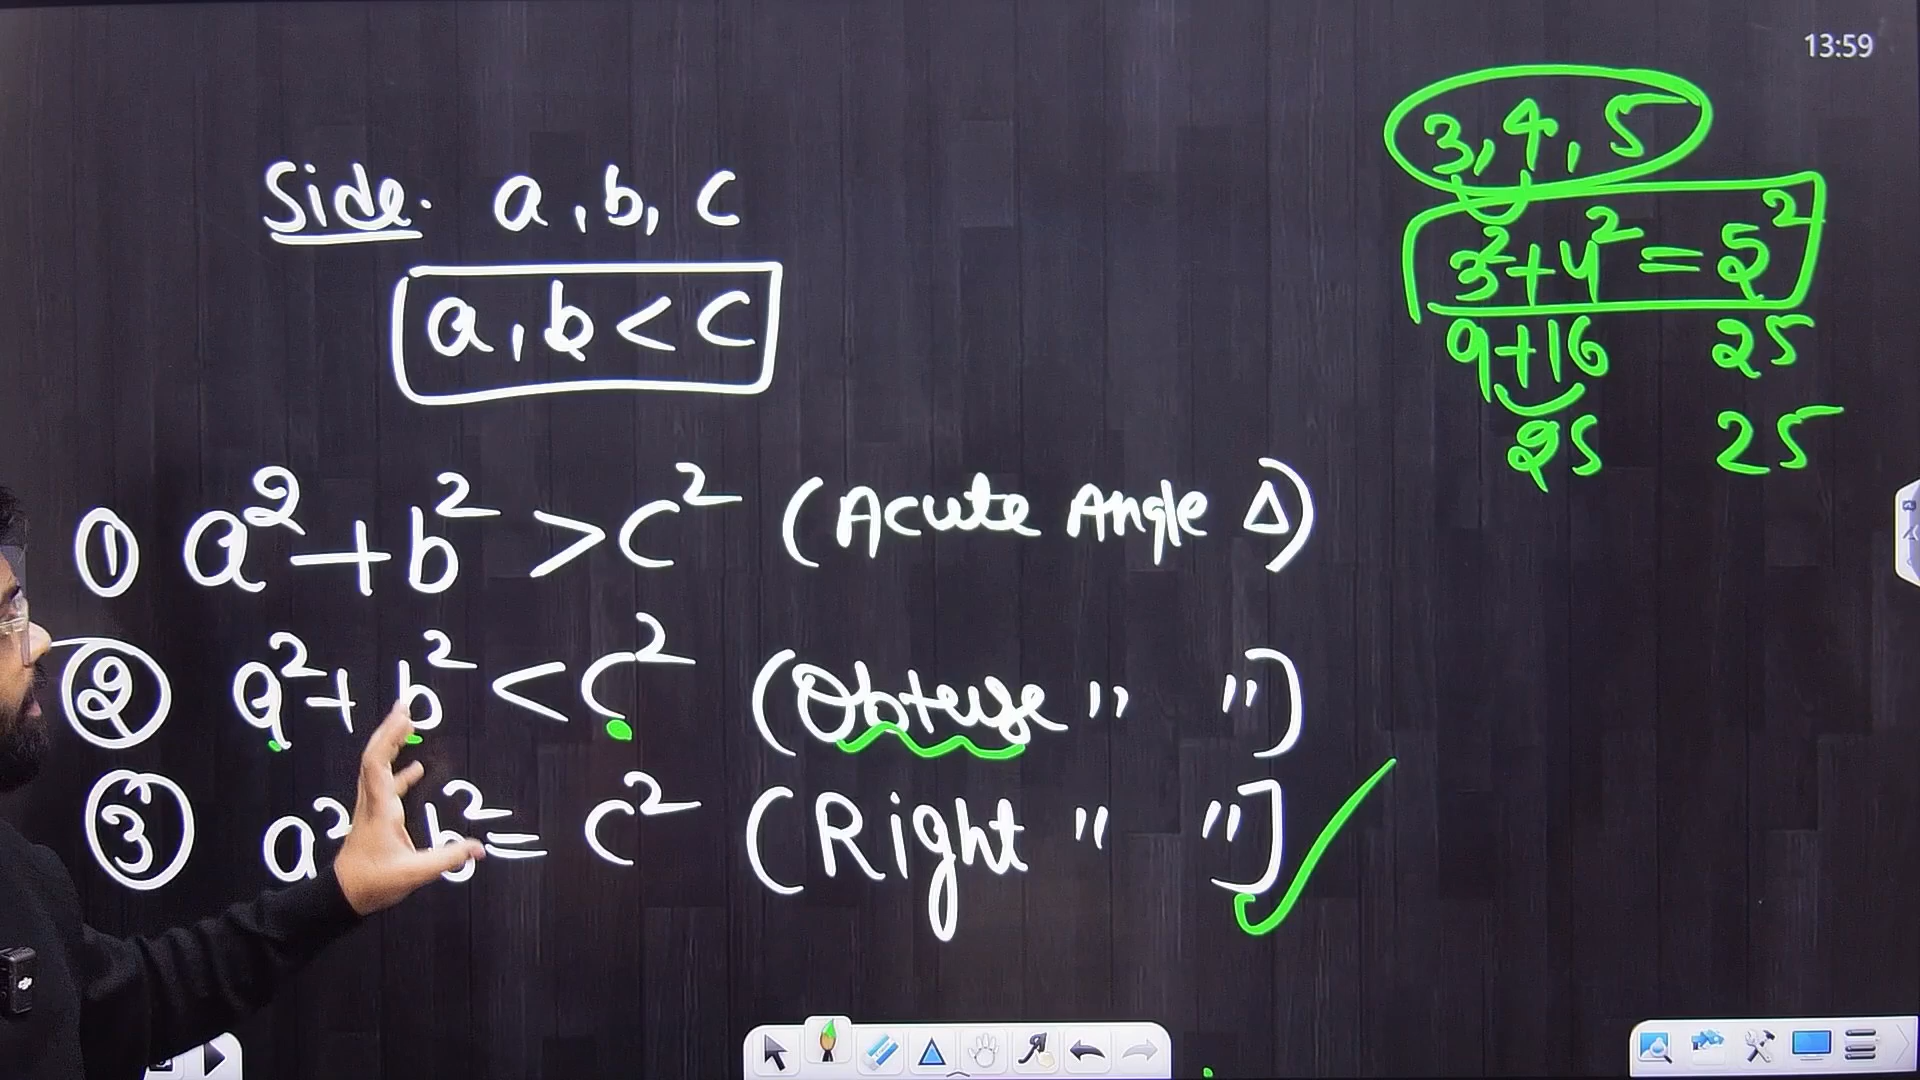 13:59
Side. a, b, c
a, b < c
① a² + b² > c² (Acute Angle Δ)
② a² + b² < c² (Obtuse " ")
③ a² b² = c² (Right " "]
3, 4, 5
3² + 4² = 5²
9 + 16 25
25 25